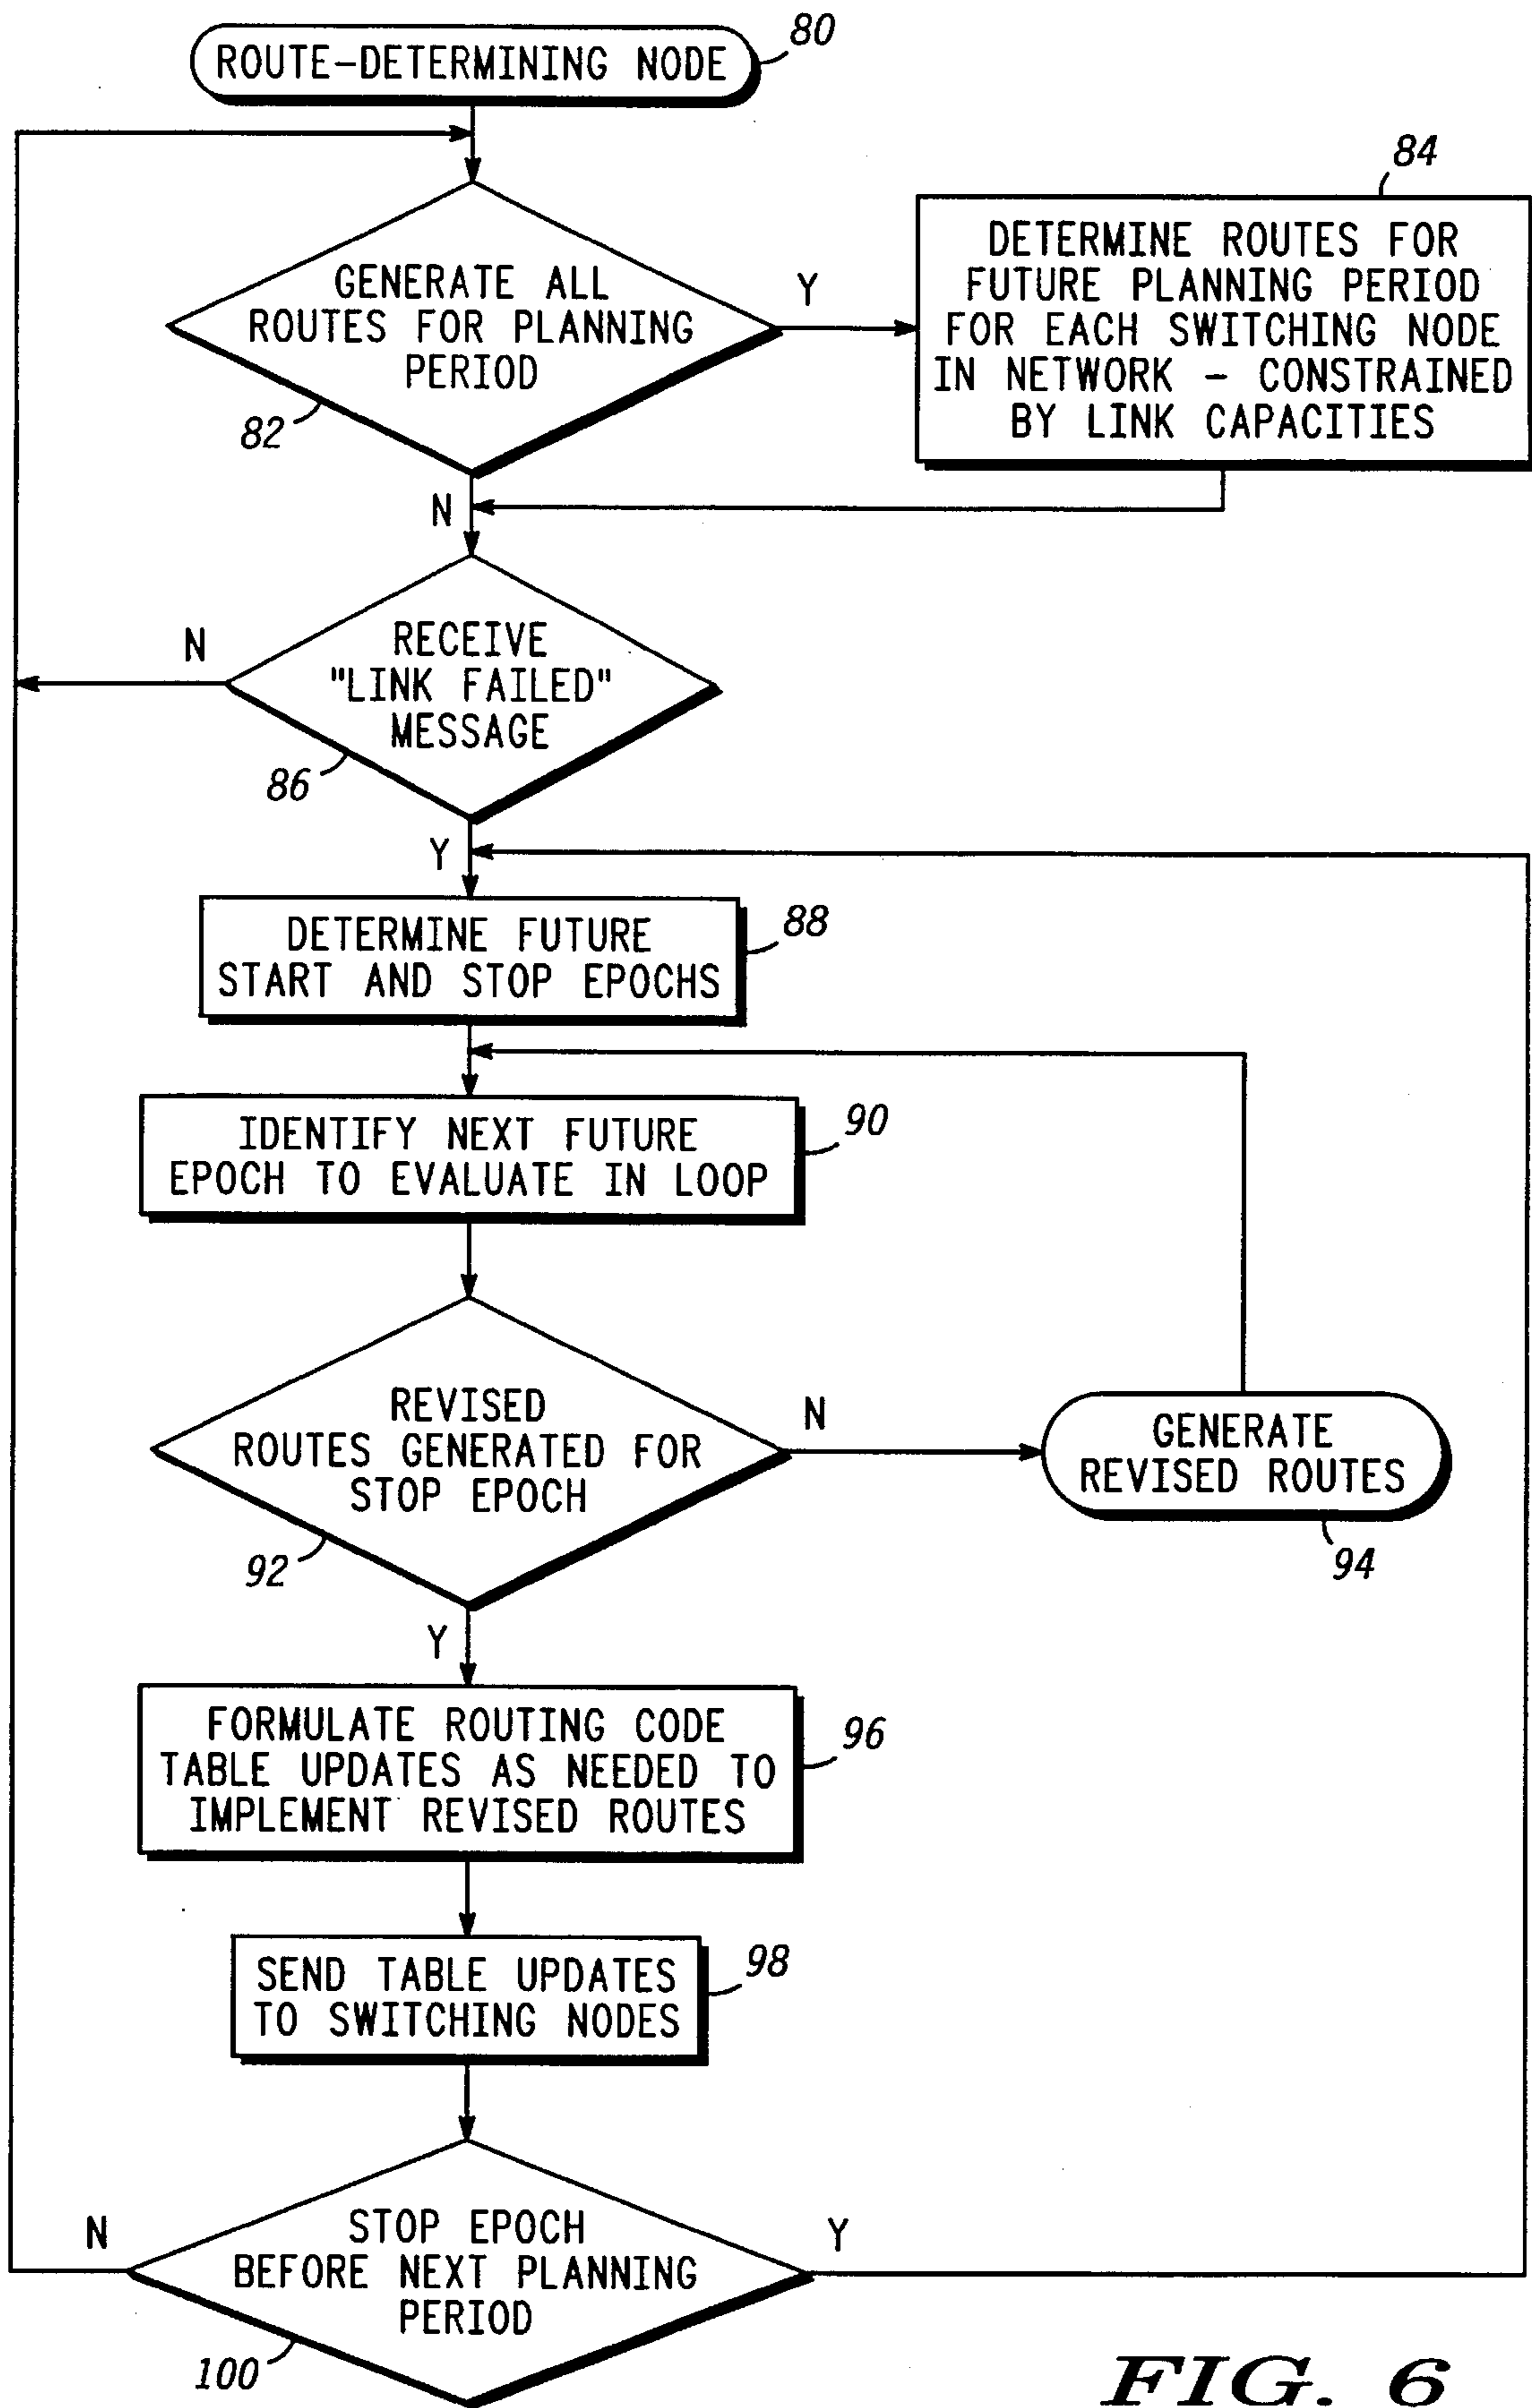 80
ROUTE-DETERMINING NODE
84
GENERATE ALL
ROUTES FOR PLANNING
PERIOD
Y
82
N
DETERMINE ROUTES FOR
FUTURE PLANNING PERIOD
FOR EACH SWITCHING NODE
IN NETWORK - CONSTRAINED
BY LINK CAPACITIES
RECEIVE
"LINK FAILED"
MESSAGE
N
86
Y
DETERMINE FUTURE
START AND STOP EPOCHS
88
IDENTIFY NEXT FUTURE
EPOCH TO EVALUATE IN LOOP
90
REVISED
ROUTES GENERATED FOR
STOP EPOCH
N
92
GENERATE
REVISED ROUTES
94
Y
FORMULATE ROUTING CODE
TABLE UPDATES AS NEEDED TO
IMPLEMENT REVISED ROUTES
96
SEND TABLE UPDATES
TO SWITCHING NODES
98
N
STOP EPOCH
BEFORE NEXT PLANNING
PERIOD
Y
100
FIG. 6